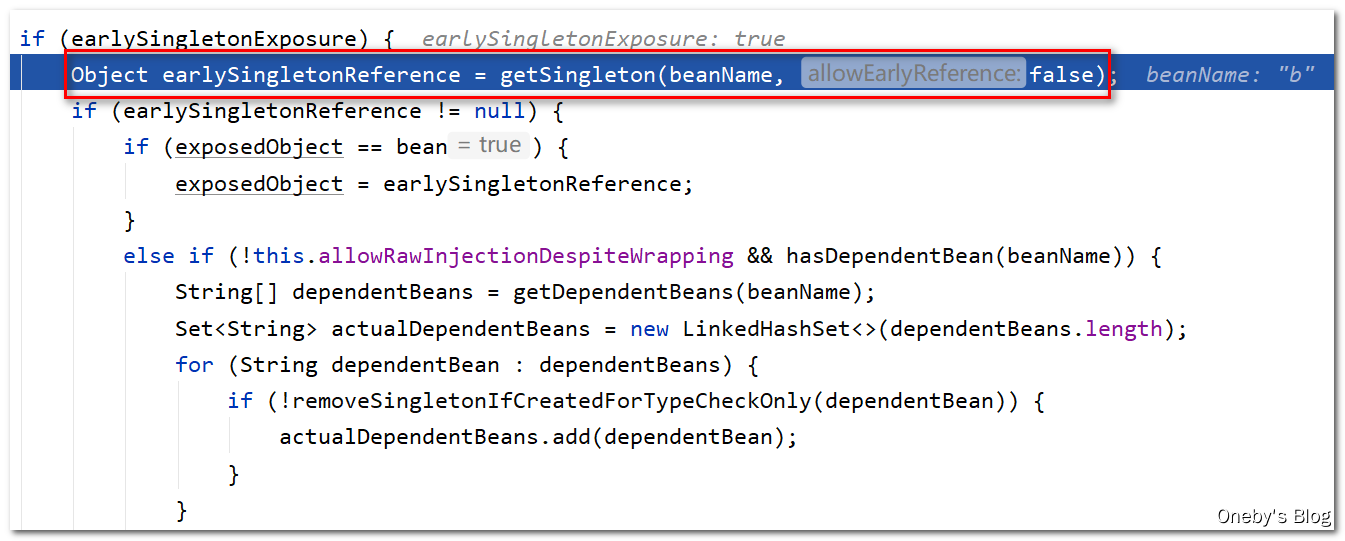 if (earlySingletonExposure) { earlySingletonExposure: true
Object earlySingletonReference = getSingleton(beanName, allowEarlyReference: false); beanName: "b"
if (earlySingletonReference != null) {
if (exposedObject == bean = true ) {
exposedObject = earlySingletonReference;
}
else if (!this.allowRawInjectionDespiteWrapping && hasDependentBean(beanName)) {
String[] dependentBeans = getDependentBeans(beanName);
Set<String> actualDependentBeans = new LinkedHashSet<>(dependentBeans.length);
for (String dependentBean : dependentBeans) {
if (!removeSingletonIfCreatedForTypeCheckOnly(dependentBean)) {
actualDependentBeans.add(dependentBean);
}
}
Oneby's Blog